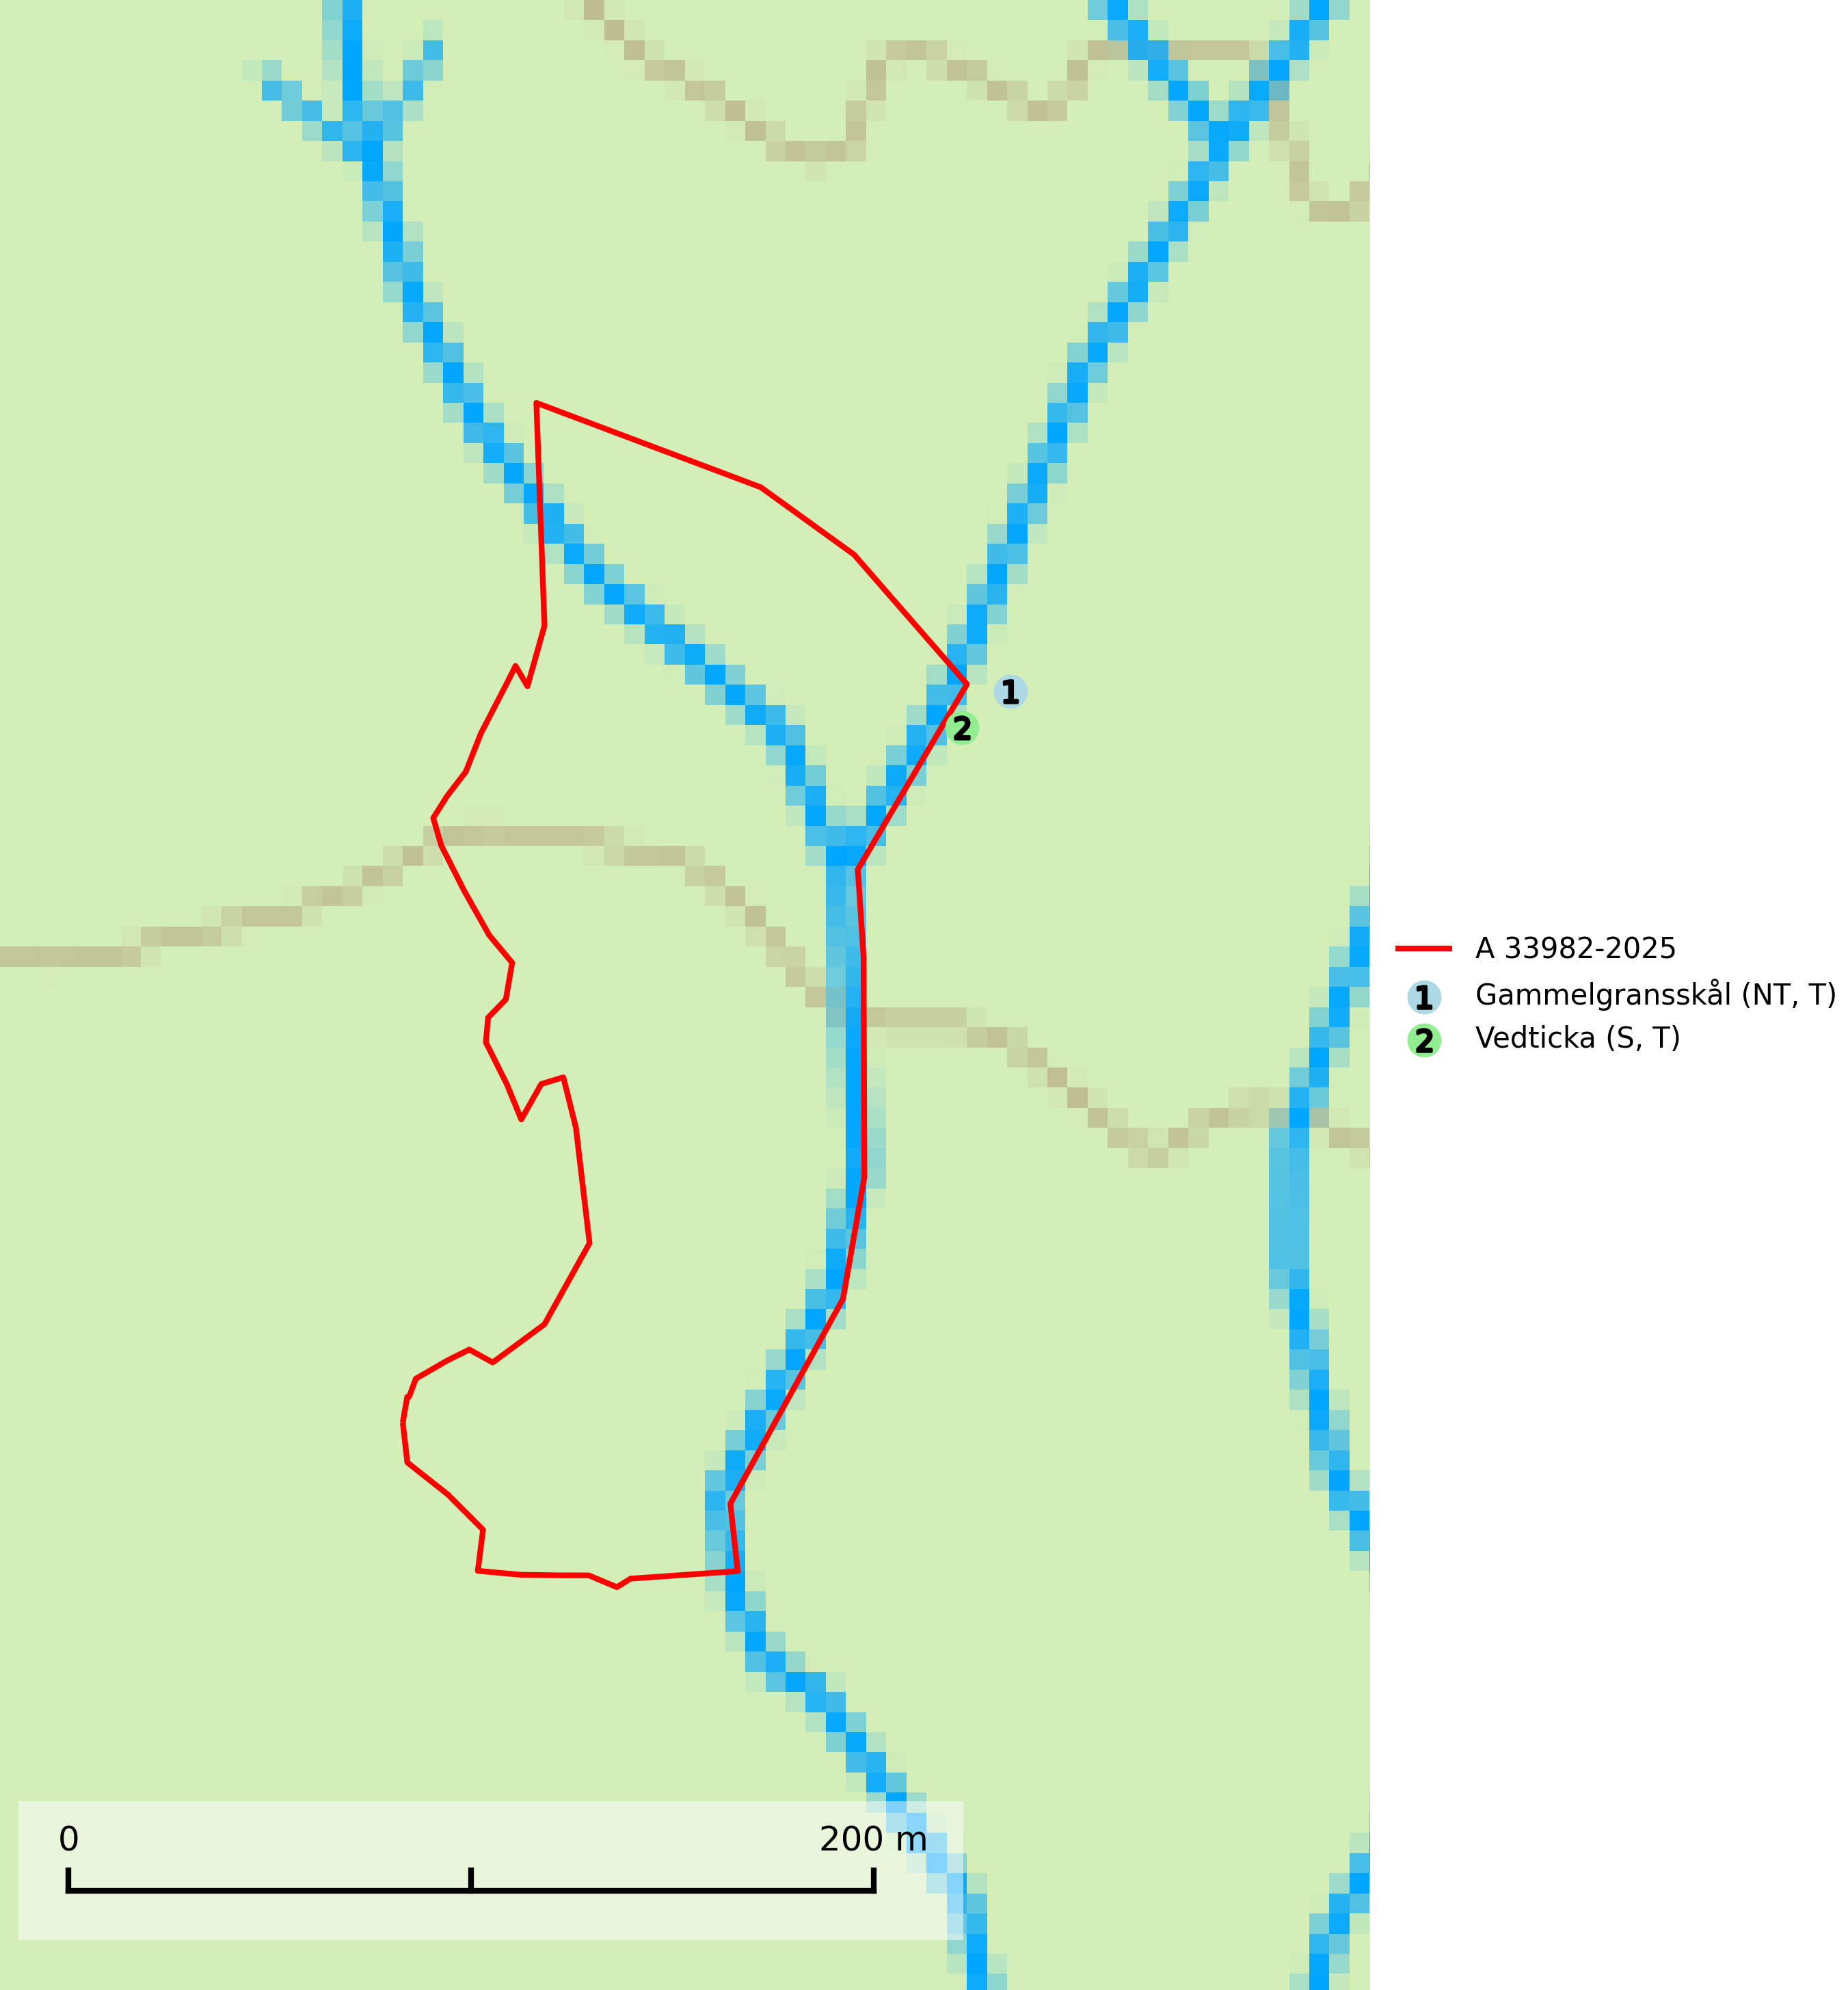 1
2
A 33982-2025
1 Gammelgransskål (NT, T)
2 Vedticka (S, T)
0 200 m